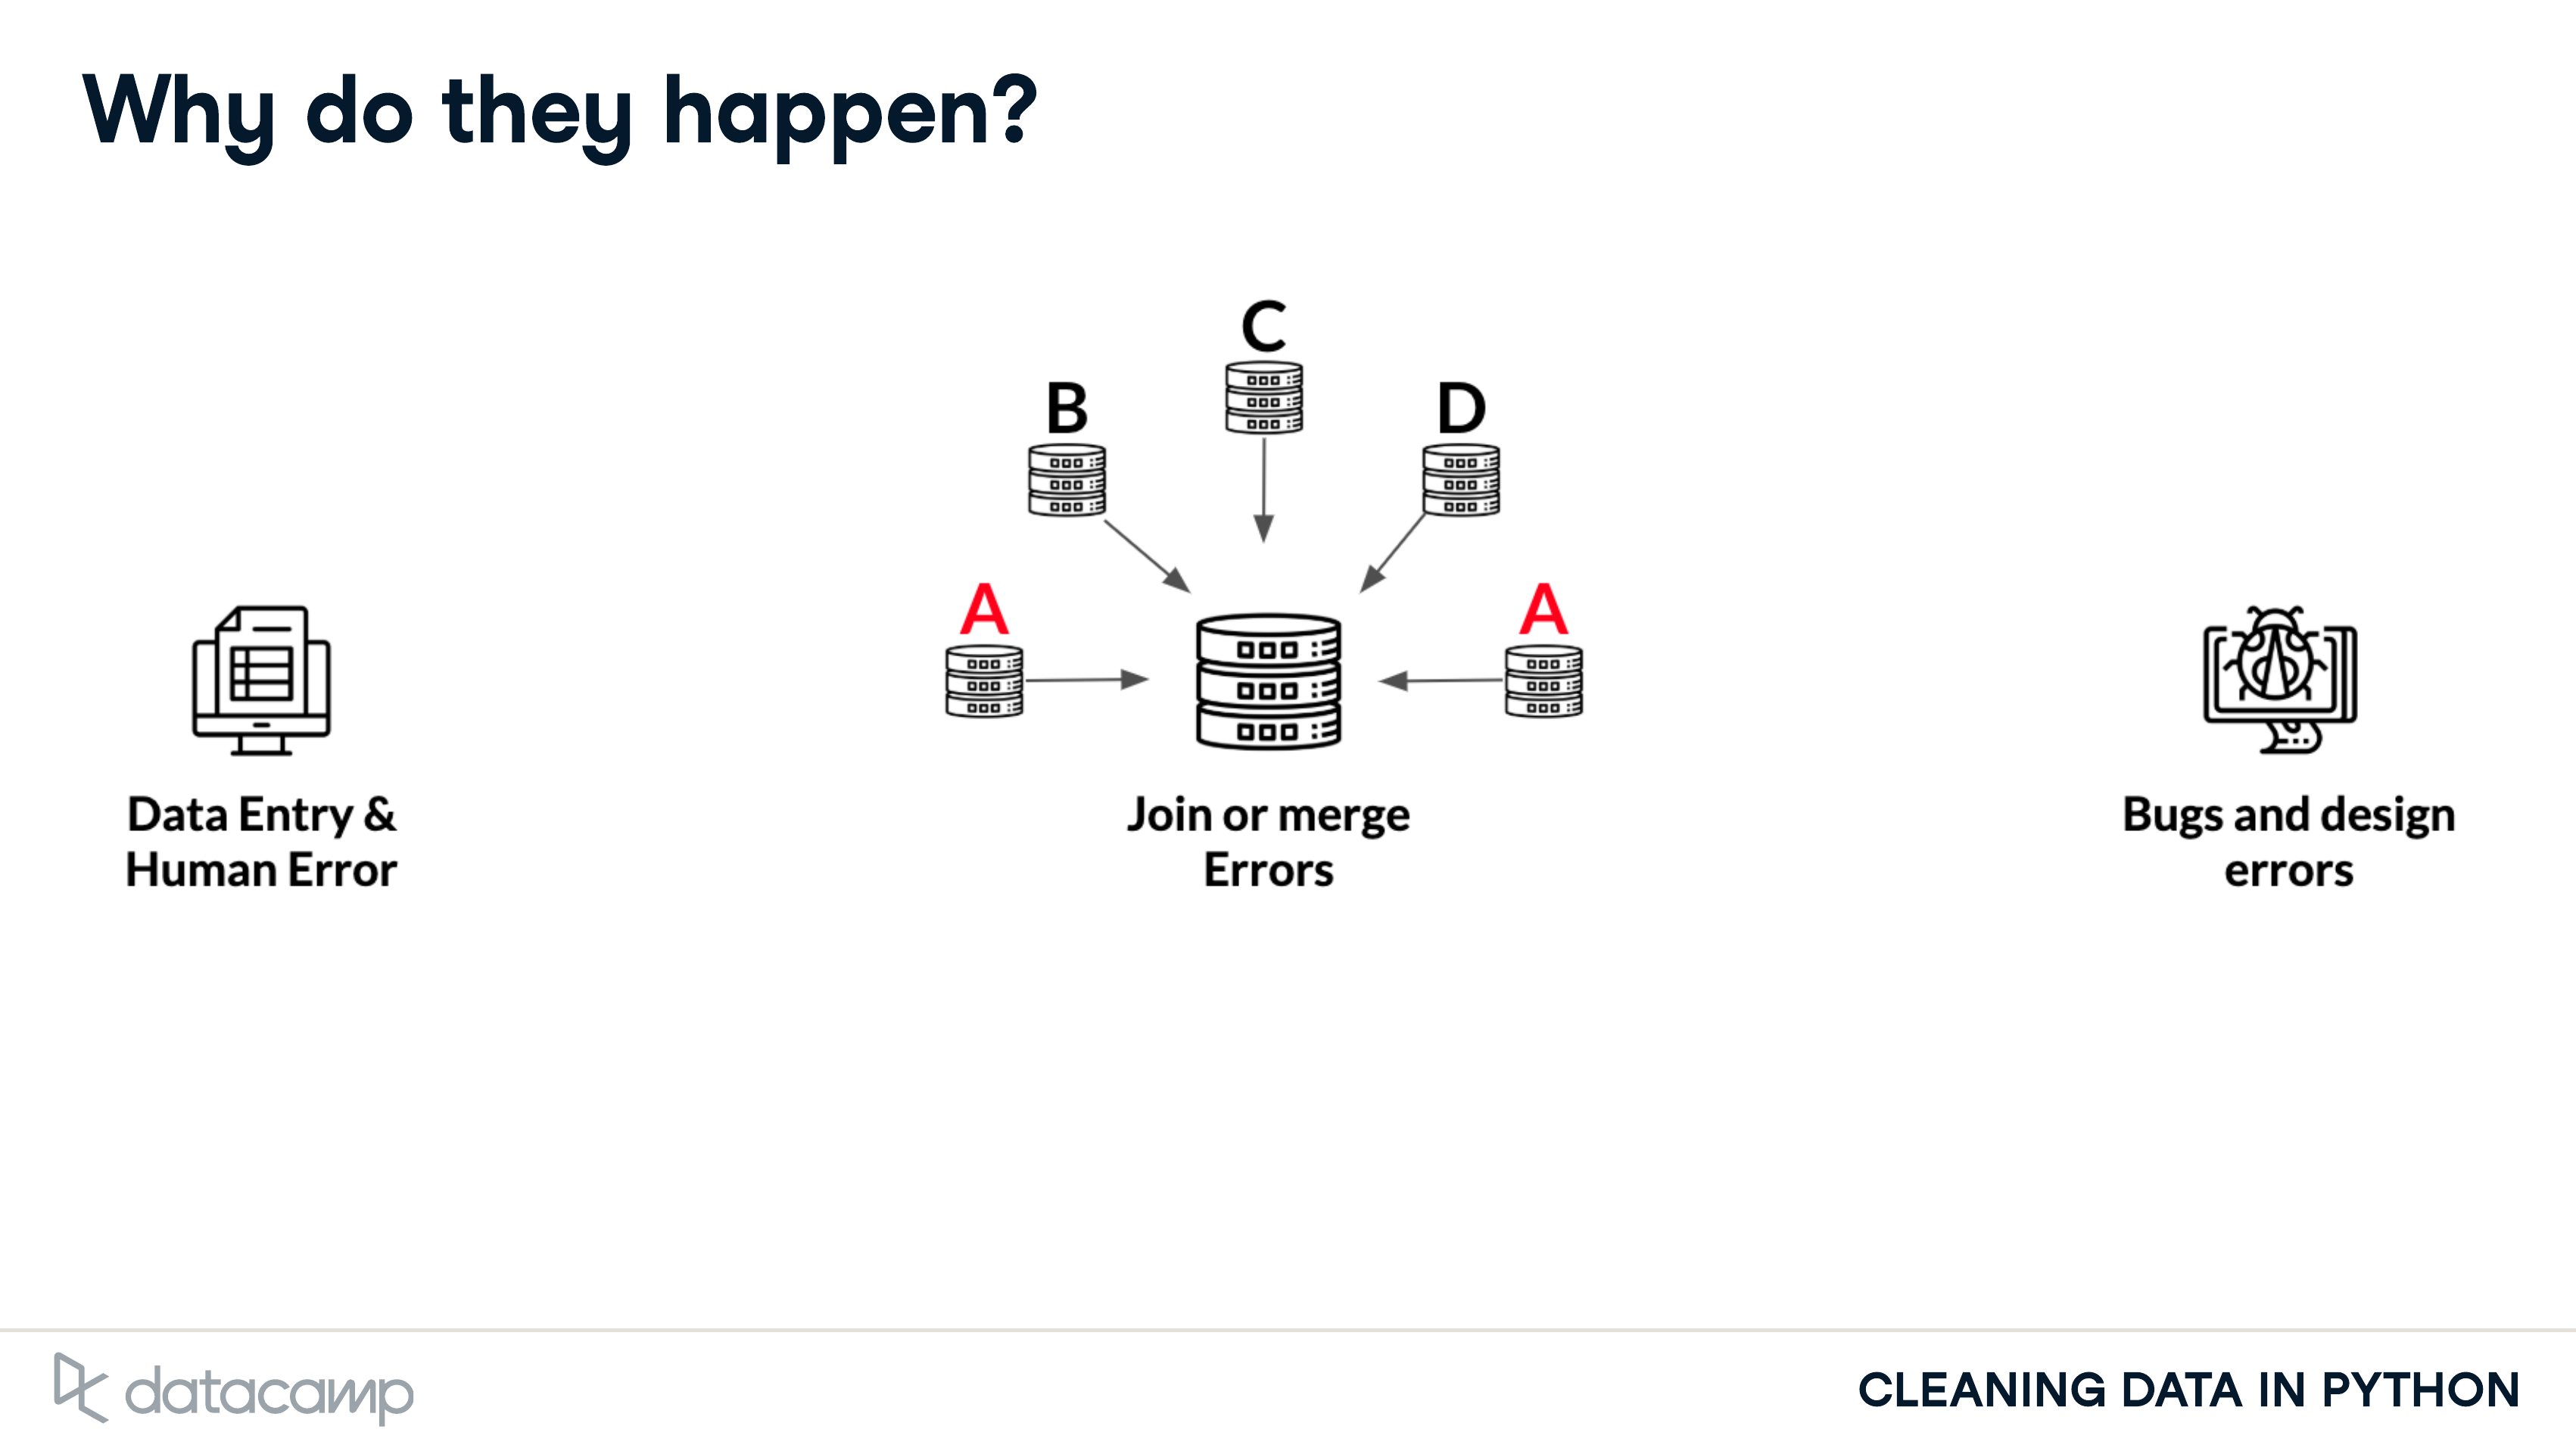 Why do they happen?
C
B
D
A
A
Data Entry &
Human Error
Join or merge
Errors
Bugs and design
errors
datacamp
CLEANING DATA IN PYTHON